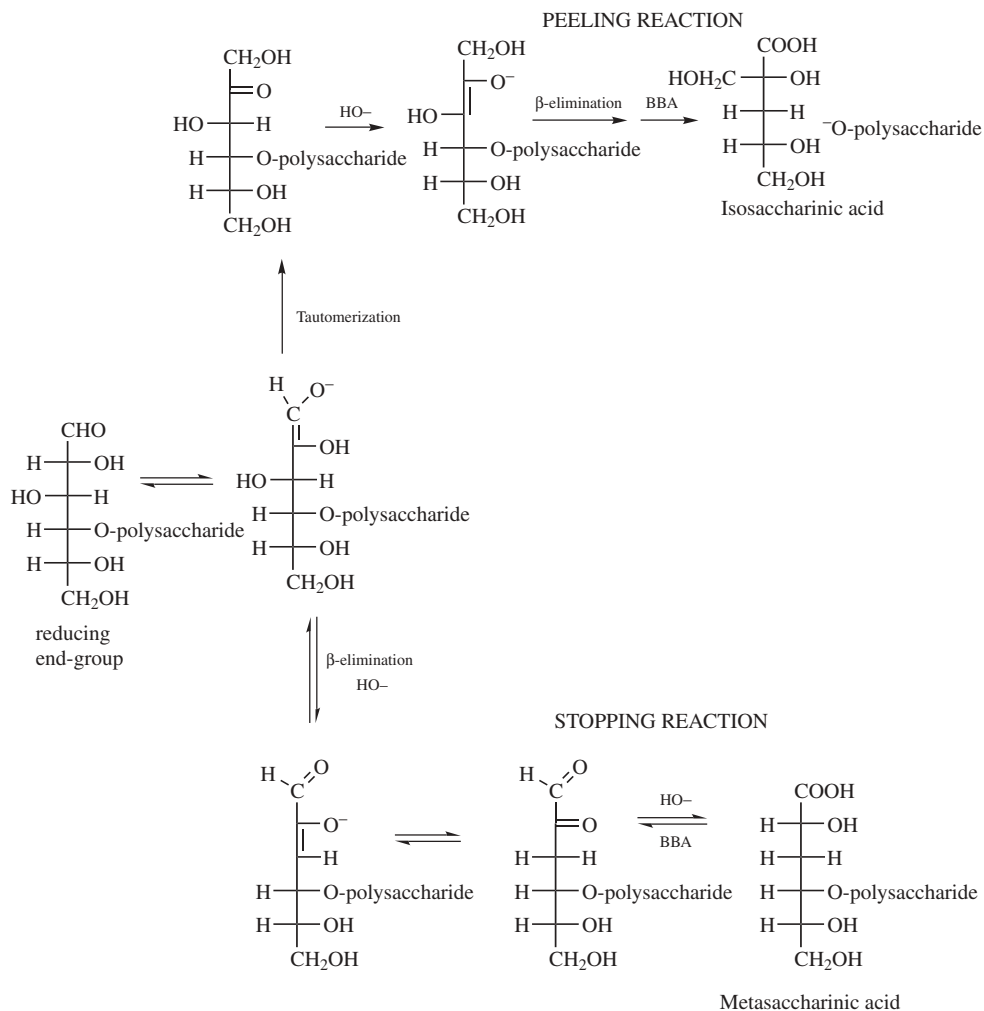 PEELING REACTION
CH2OH
O
HO H
H O-polysaccharide
H OH
CH2OH
HO–
CH2OH
O–
HO
H O-polysaccharide
H OH
CH2OH
β-elimination
BBA
COOH
HOH2C OH
H H
H OH
CH2OH
–O-polysaccharide
Isosaccharinic acid
Tautomerization
CHO
H OH
HO H
H O-polysaccharide
H OH
CH2OH
reducing
end-group
H O–
C
OH
HO H
H O-polysaccharide
H OH
CH2OH
β-elimination
HO–
STOPPING REACTION
H O
C
O–
H
H O-polysaccharide
H OH
CH2OH
H O
C
O
H H
H O-polysaccharide
H OH
CH2OH
HO–
BBA
COOH
H OH
H H
H O-polysaccharide
H OH
CH2OH
Metasaccharinic acid